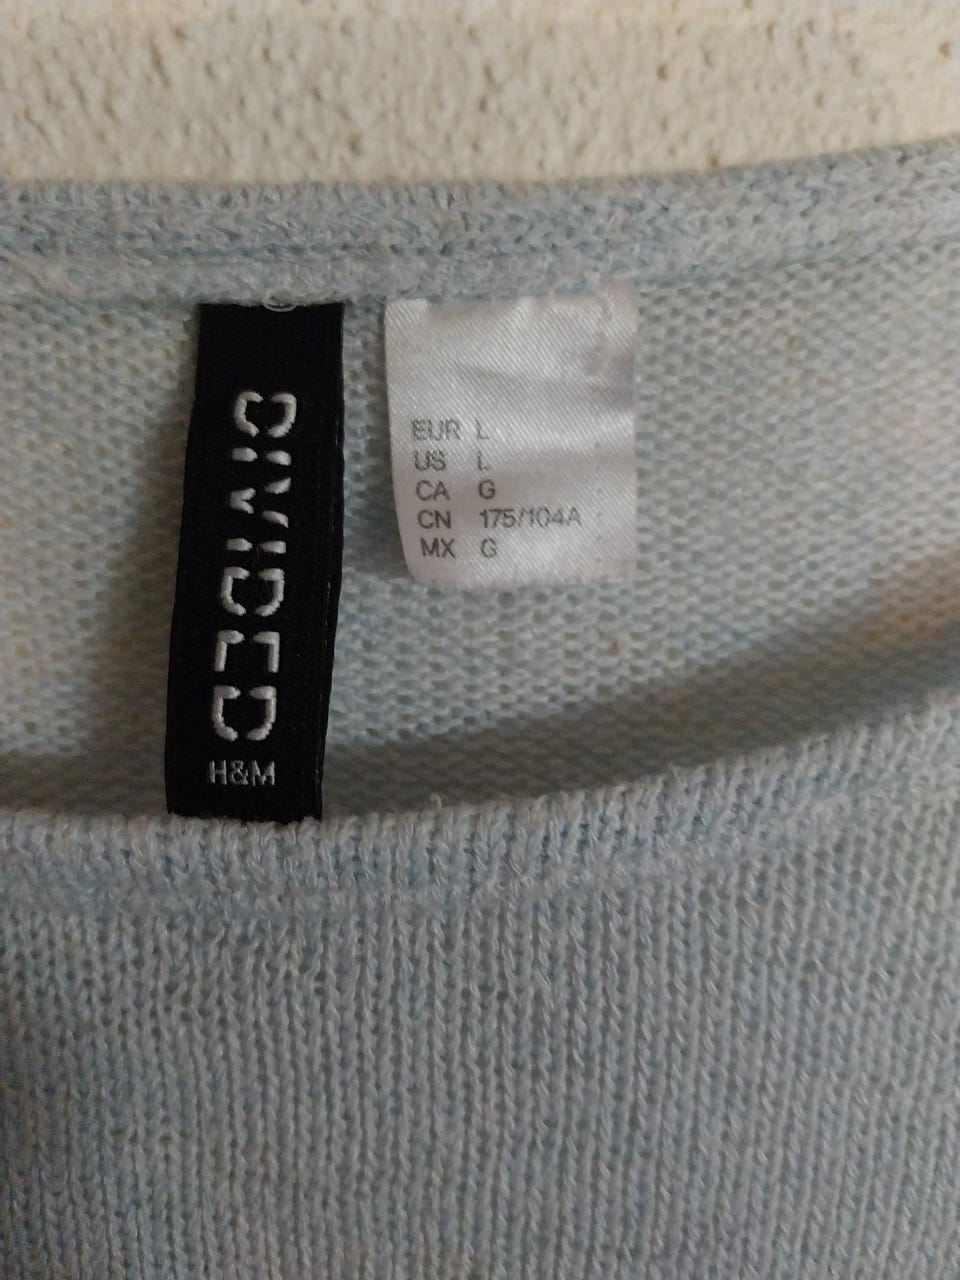 DIVIDED
H&M
EUR L
US L
CA G
CN 175/104A
MX G